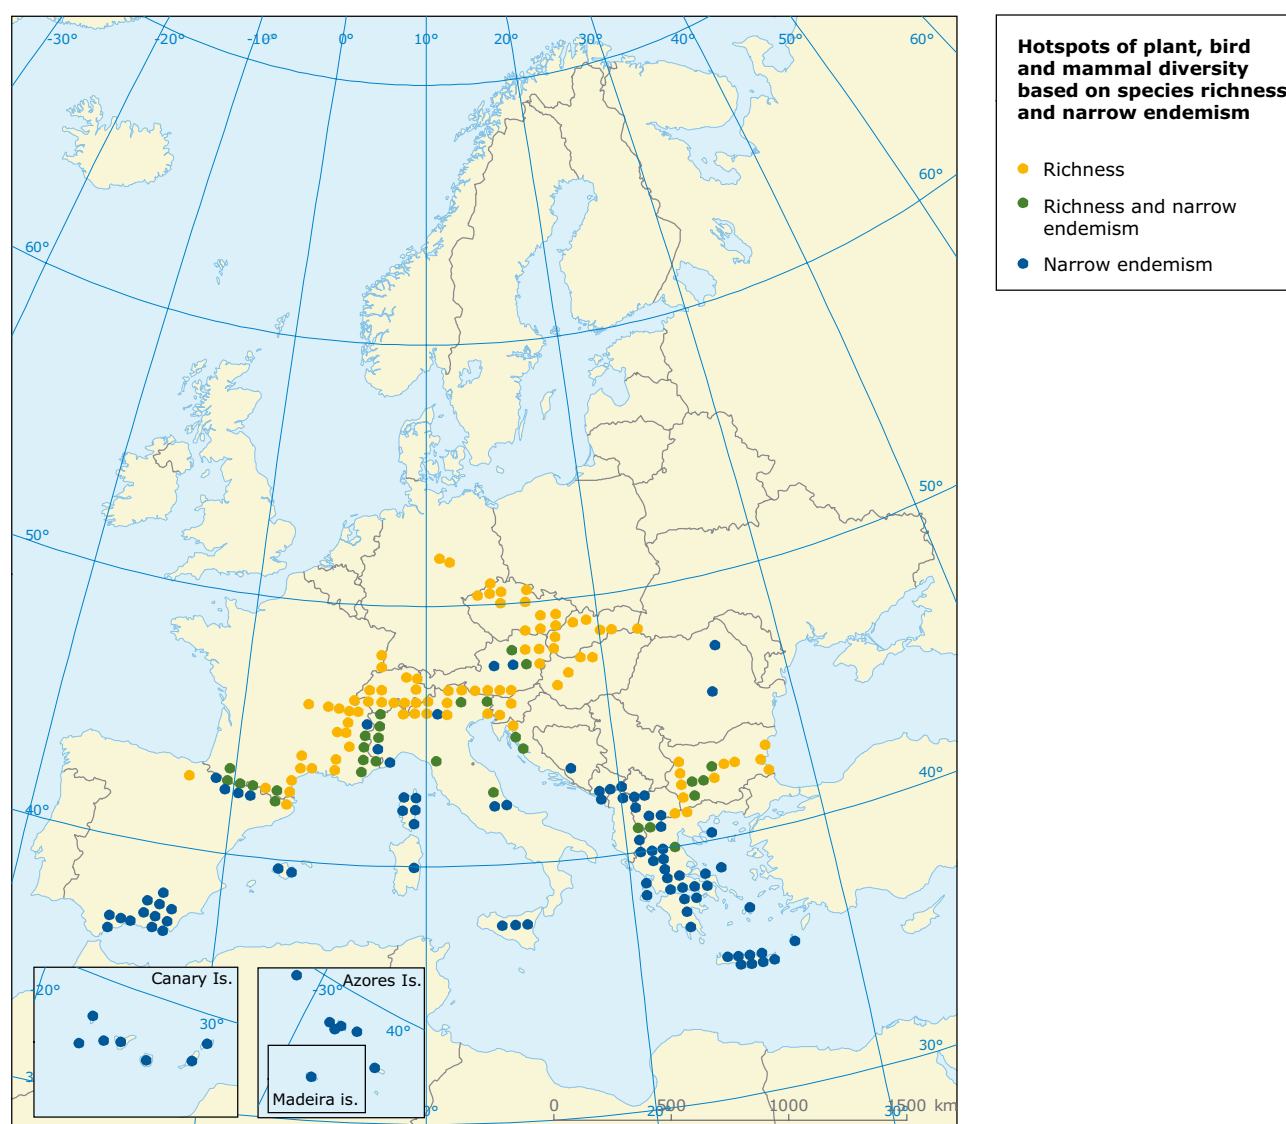 -30°
-20°
-10°
0°
10°
20°
30°
40°
50°
60°
Hotspots of plant, bird
and mammal diversity
based on species richness
and narrow endemism
Richness
Richness and narrow
endemism
Narrow endemism
60°
60°
50°
50°
40°
40°
30°
Canary Is.
-20°
30°
Azores Is.
-30°
40°
Madeira is.
0
500
1000
1500 km
20°
30°